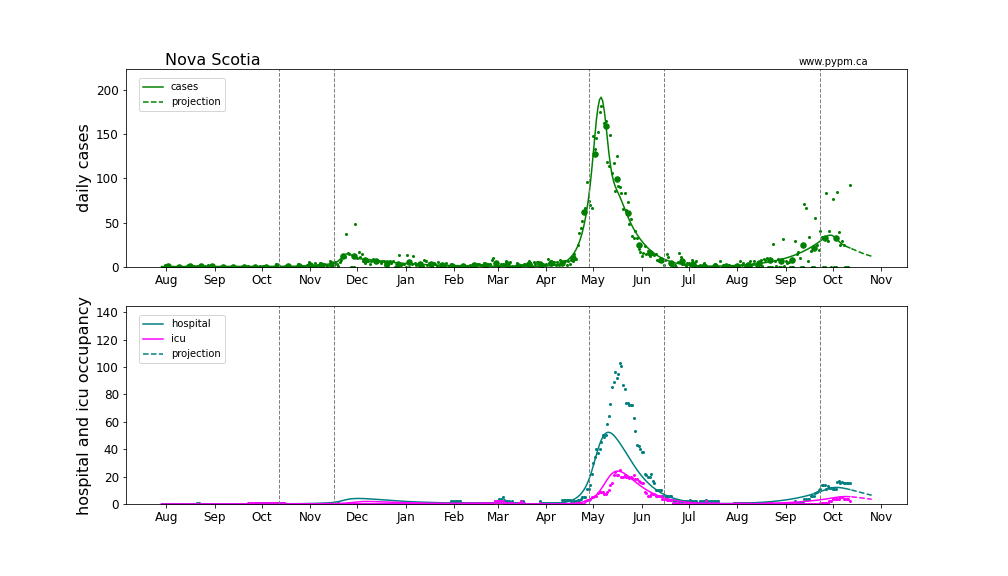 Nova Scotia
www.pypm.ca
daily cases
200
150
100
50
0
cases
projection
Aug Sep Oct Nov Dec Jan Feb Mar Apr May Jun Jul Aug Sep Oct Nov
hospital and icu occupancy
140
120
100
80
60
40
20
0
hospital
icu
projection
Aug Sep Oct Nov Dec Jan Feb Mar Apr May Jun Jul Aug Sep Oct Nov